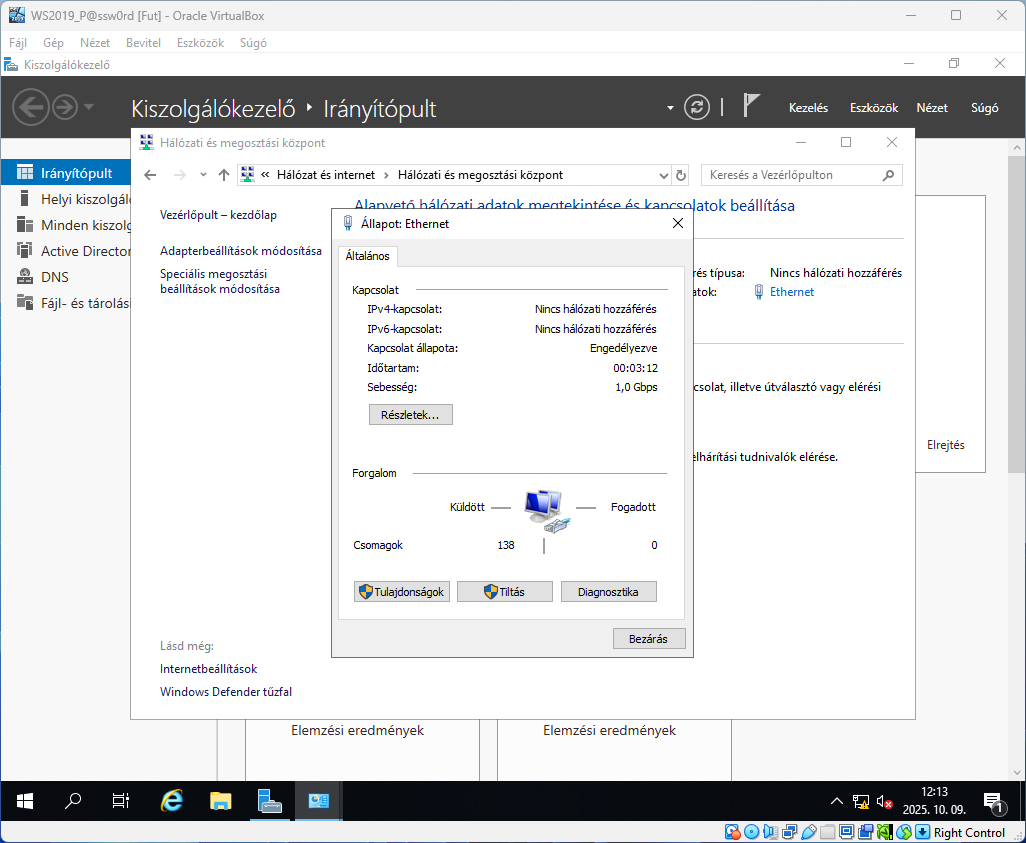 WS2019_P@ssw0rd [Fut] - Oracle VirtualBox
Fájl Gép Nézet Bevitel Eszközök Súgó
Kiszolgálókezelő
Kiszolgálókezelő Irányítópult
Kezelés Eszközök Nézet Súgó
Irányítópult
Helyi kiszolgáló
Minden kiszolg
Active Director
DNS
Fájl- és tárolási
Hálózati és megosztási központ
« Hálózat és internet › Hálózati és megosztási központ
Keresés a Vezérlőpulton
Vezérlőpult – kezdőlap
Adapterbeállítások módosítása
Speciális megosztási
beállítások módosítása
Alapvető hálózati adatok megtekintése és kapcsolatok beállítása
rés típusa: Nincs hálózati hozzáférés
atok: Ethernet
csolat, illetve útválasztó vagy elérési
elhárítási tudnivalók elérése.
Elrejtés
Lásd még:
Internetbeállítások
Windows Defender tűzfal
Állapot: Ethernet
Általános
Kapcsolat
IPv4-kapcsolat: Nincs hálózati hozzáférés
IPv6-kapcsolat: Nincs hálózati hozzáférés
Kapcsolat állapota: Engedélyezve
Időtartam: 00:03:12
Sebesség: 1,0 Gbps
Részletek...
Forgalom
Küldött Fogadott
Csomagok 138 0
Tulajdonságok Tiltás Diagnosztika
Bezárás
Elemzési eredmények Elemzési eredmények
12:13
2025. 10. 09.
1
Right Control